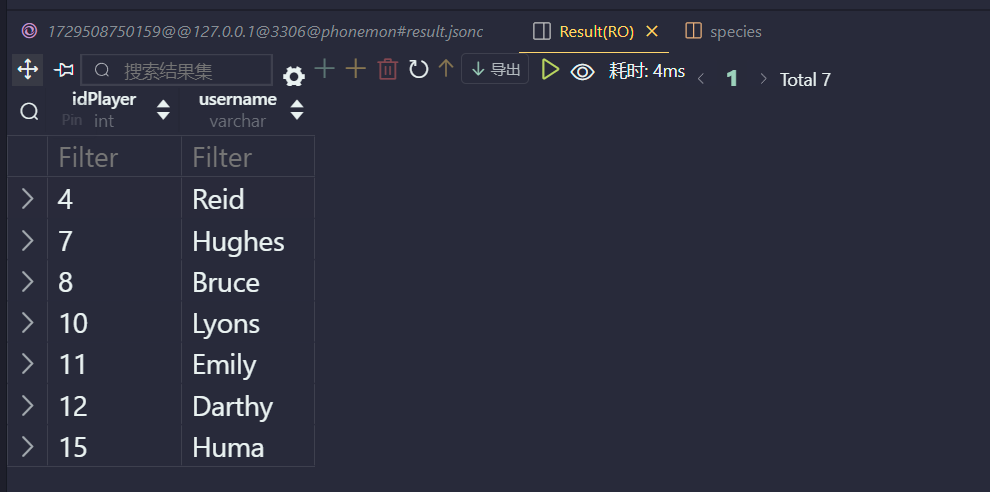 1729508750159@@127.0.0.1@3306@phonemon#result.jsonc Result(RO) species
搜索结果集 导出 耗时: 4ms 1 Total 7
idPlayer username
Pin int varchar
Filter Filter
4 Reid
7 Hughes
8 Bruce
10 Lyons
11 Emily
12 Darthy
15 Huma